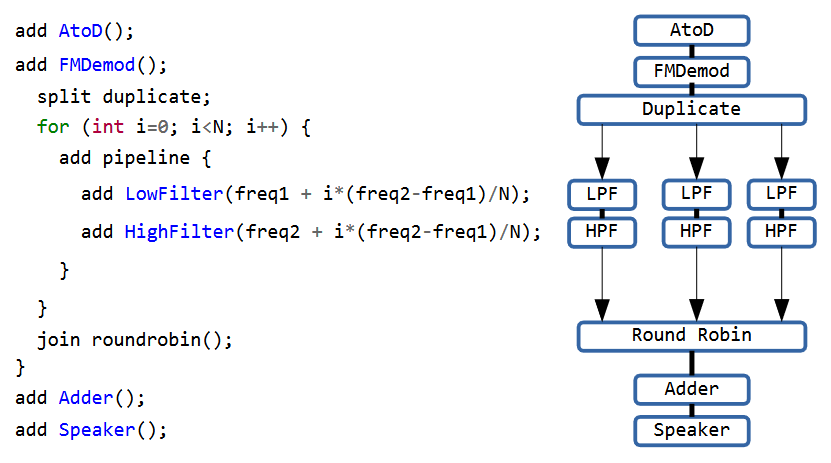 add AtoD();
add FMDemod();
split duplicate;
for (int i=0; i<N; i++) {
add pipeline {
add LowFilter(freq1 + i*(freq2-freq1)/N);
add HighFilter(freq2 + i*(freq2-freq1)/N);
}
}
join roundrobin();
}
add Adder();
add Speaker();
AtoD
FMDemod
Duplicate
LPF LPF LPF
HPF HPF HPF
Round Robin
Adder
Speaker